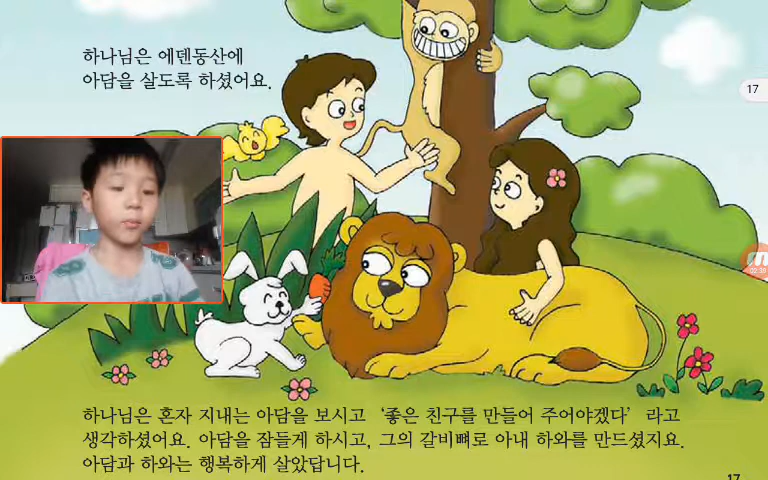 하나님은 에덴동산에
아담을 살도록 하셨어요.
17
02:38
하나님은 혼자 지내는 아담을 보시고 ‘좋은 친구를 만들어 주어야겠다’ 라고
생각하셨어요. 아담을 잠들게 하시고, 그의 갈비뼈로 아내 하와를 만드셨지요.
아담과 하와는 행복하게 살았답니다.
17